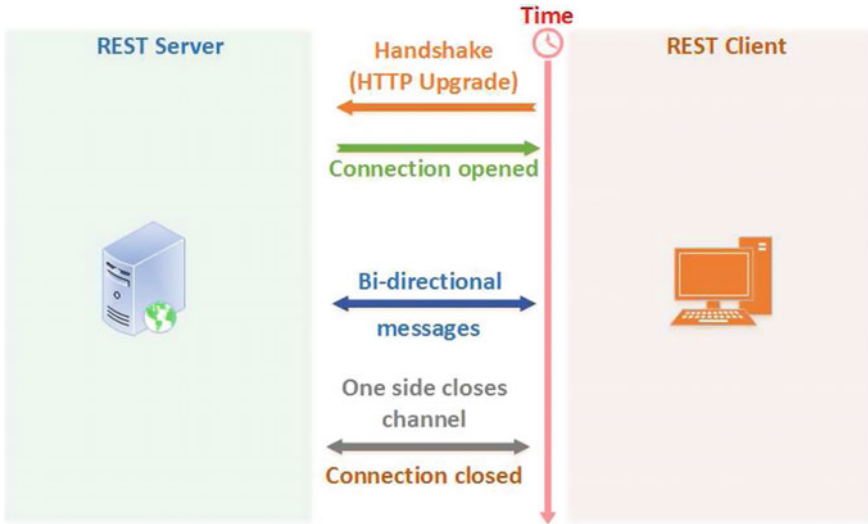 Time
REST Server
REST Client
Handshake
(HTTP Upgrade)
Connection opened
Bi-directional
messages
One side closes
channel
Connection closed